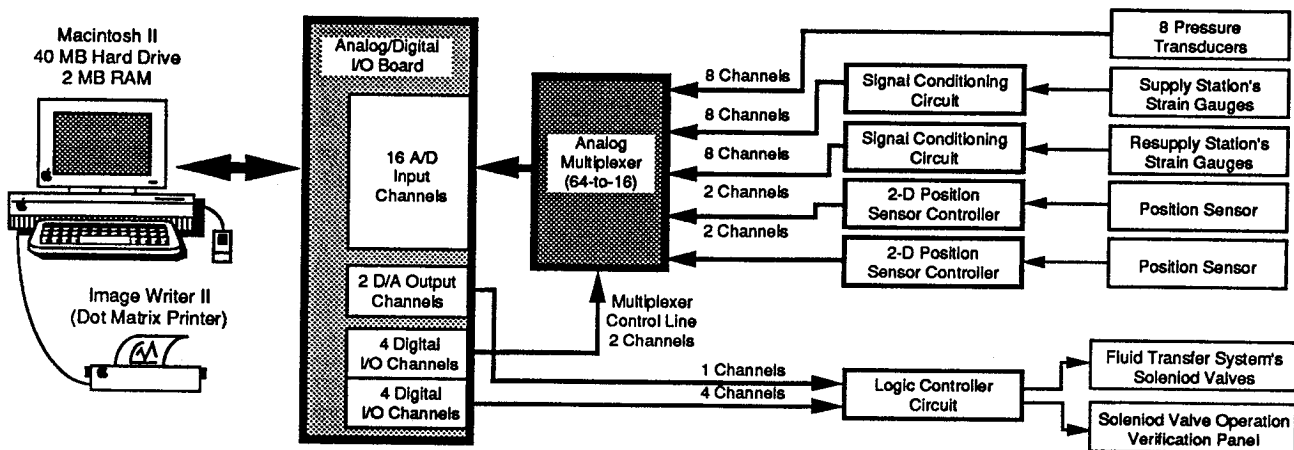 Macintosh II
40 MB Hard Drive
2 MB RAM
Image Writer II
(Dot Matrix Printer)
Analog/Digital
I/O Board
16 A/D
Input
Channels
2 D/A Output
Channels
4 Digital
I/O Channels
4 Digital
I/O Channels
Analog
Multiplexer
(64-to-16)
8 Channels
8 Channels
8 Channels
2 Channels
2 Channels
Multiplexer
Control Line
2 Channels
1 Channels
4 Channels
Signal Conditioning
Circuit
Signal Conditioning
Circuit
2-D Position
Sensor Controller
2-D Position
Sensor Controller
Logic Controller
Circuit
8 Pressure
Transducers
Supply Station's
Strain Gauges
Resupply Station's
Strain Gauges
Position Sensor
Position Sensor
Fluid Transfer System's
Soleniod Valves
Soleniod Valve Operation
Verification Panel